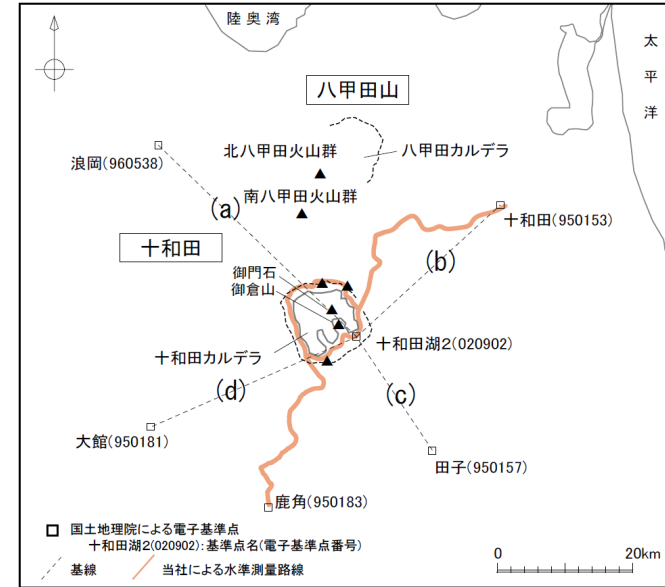 陸奥湾
太平洋
八甲田山
北八甲田火山群
八甲田カルデラ
浪岡(960538)
南八甲田火山群
(a)
十和田(950153)
十和田
(b)
御門石
御倉山
十和田湖2(020902)
十和田カルデラ
(d)
(c)
大館(950181)
田子(950157)
鹿角(950183)
国土地理院による電子基準点
十和田湖2(020902):基準点名(電子基準点番号)
基線
当社による水準測量路線
0 10 20km